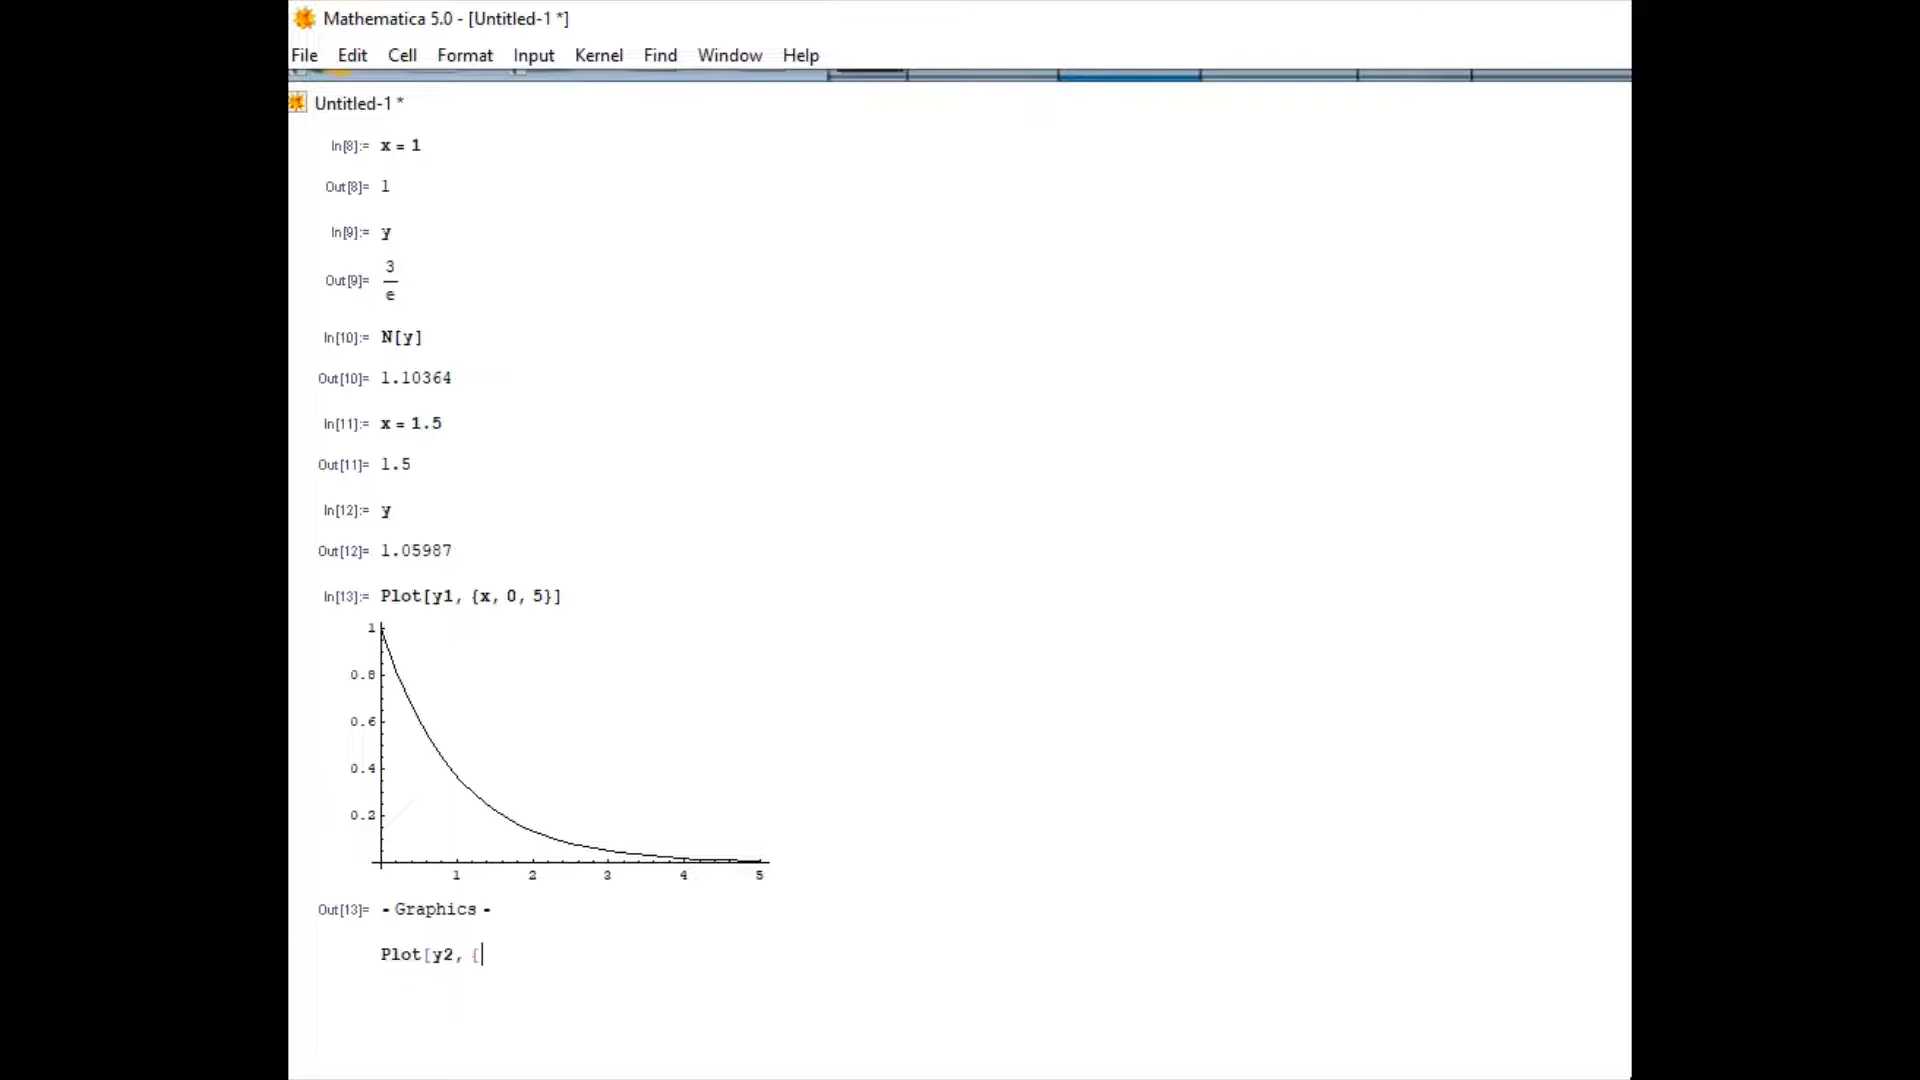 Mathematica 5.0 - [Untitled-1 *]
File Edit Cell Format Input Kernel Find Window Help
Untitled-1 *
In[8]:= x = 1
Out[8]= 1
In[9]:= y
Out[9]= 3
e
In[10]:= N[y]
Out[10]= 1.10364
In[11]:= x = 1.5
Out[11]= 1.5
In[12]:= y
Out[12]= 1.05987
In[13]:= Plot[y1, {x, 0, 5}]
1
0.8
0.6
0.4
0.2
1 2 3 4 5
Out[13]= - Graphics -
Plot[y2, {